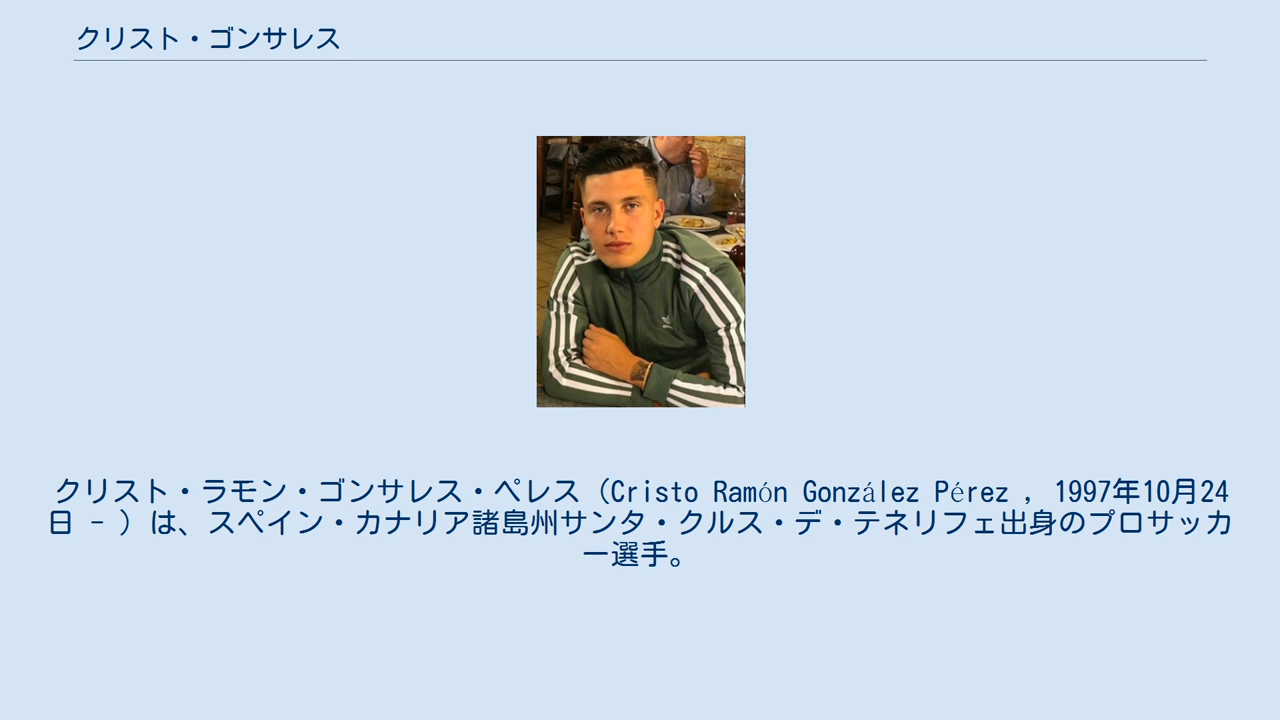 クリスト・ゴンサレス
クリスト・ラモン・ゴンサレス・ペレス（Cristo Ramón González Pérez , 1997年10月24
日 - ）は、スペイン・カナリア諸島州サンタ・クルス・デ・テネリフェ出身のプロサッカ
ー選手。